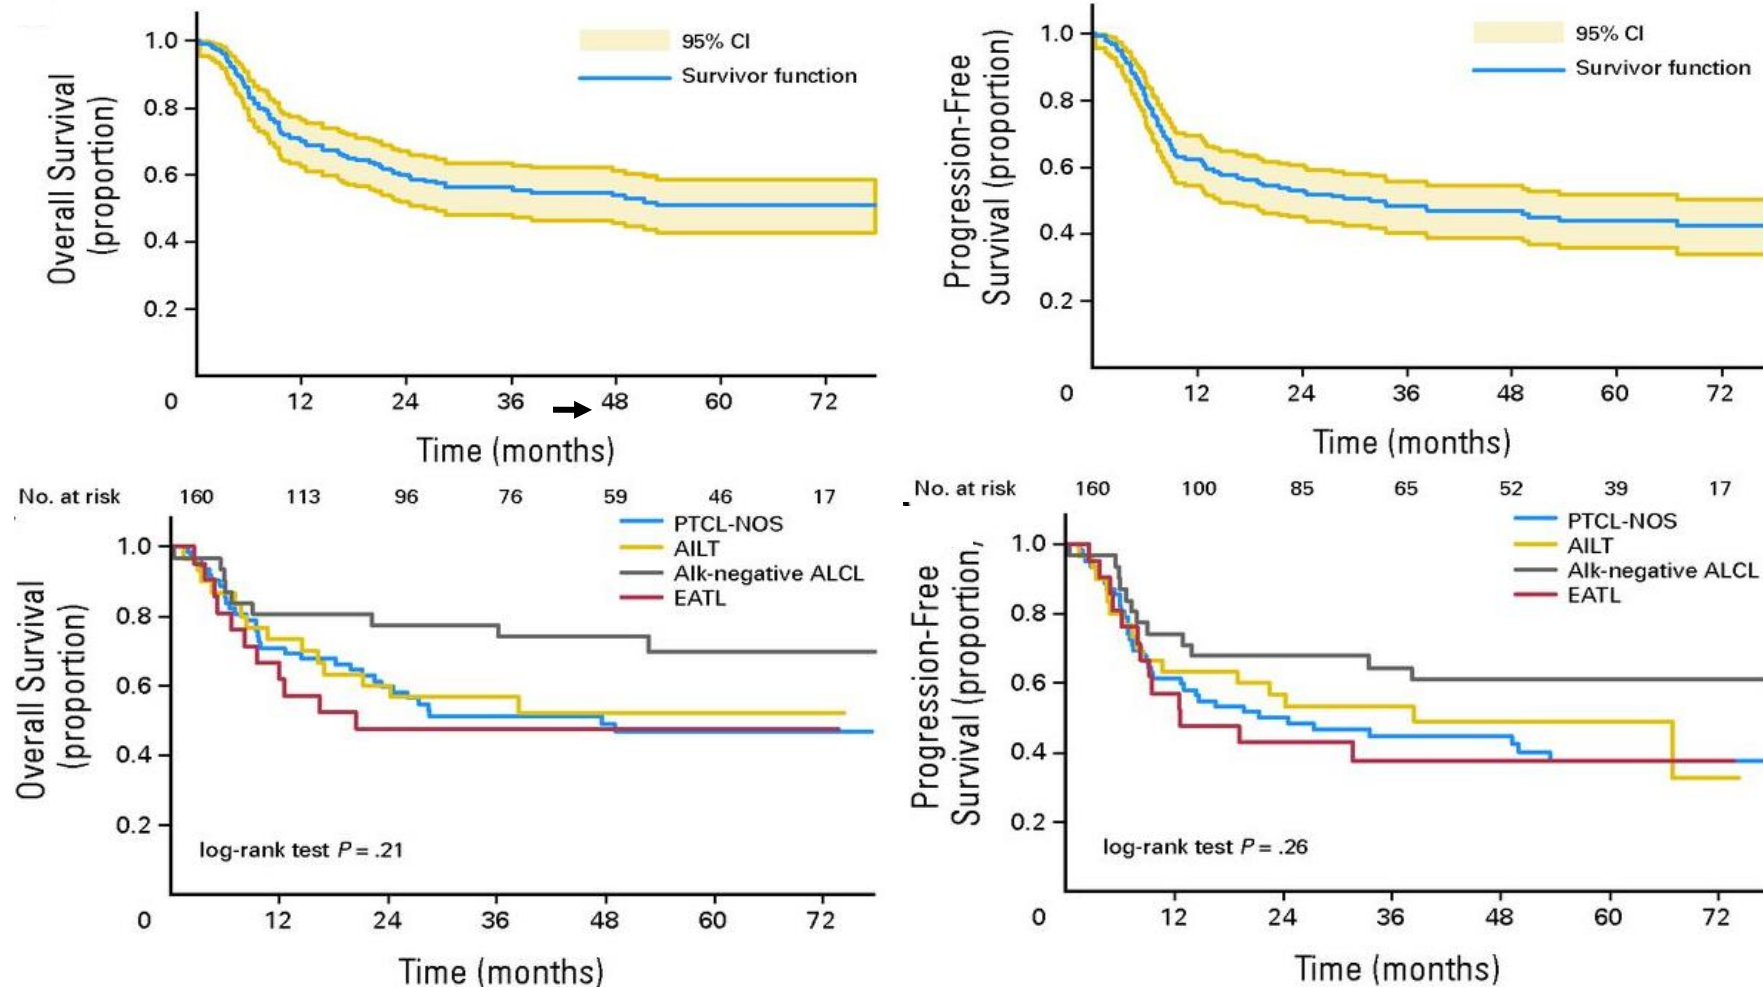 Overall Survival
(proportion)
1.0
0.8
0.6
0.4
0.2
0
12
24
36
48
60
72
95% CI
Survivor function
Time (months)
No. at risk 160 113 96 76 59 46 17
Progression-Free
Survival (proportion)
1.0
0.8
0.6
0.4
0.2
0
12
24
36
48
60
72
95% CI
Survivor function
Time (months)
No. at risk 160 100 85 65 52 39 17
Overall Survival
(proportion)
1.0
0.8
0.6
0.4
0.2
0
12
24
36
48
60
72
PTCL-NOS
AILT
Alk-negative ALCL
EATL
log-rank test P = .21
Time (months)
Progression-Free
Survival (proportion,
1.0
0.8
0.6
0.4
0.2
0
12
24
36
48
60
72
PTCL-NOS
AILT
Alk-negative ALCL
EATL
log-rank test P = .26
Time (months)